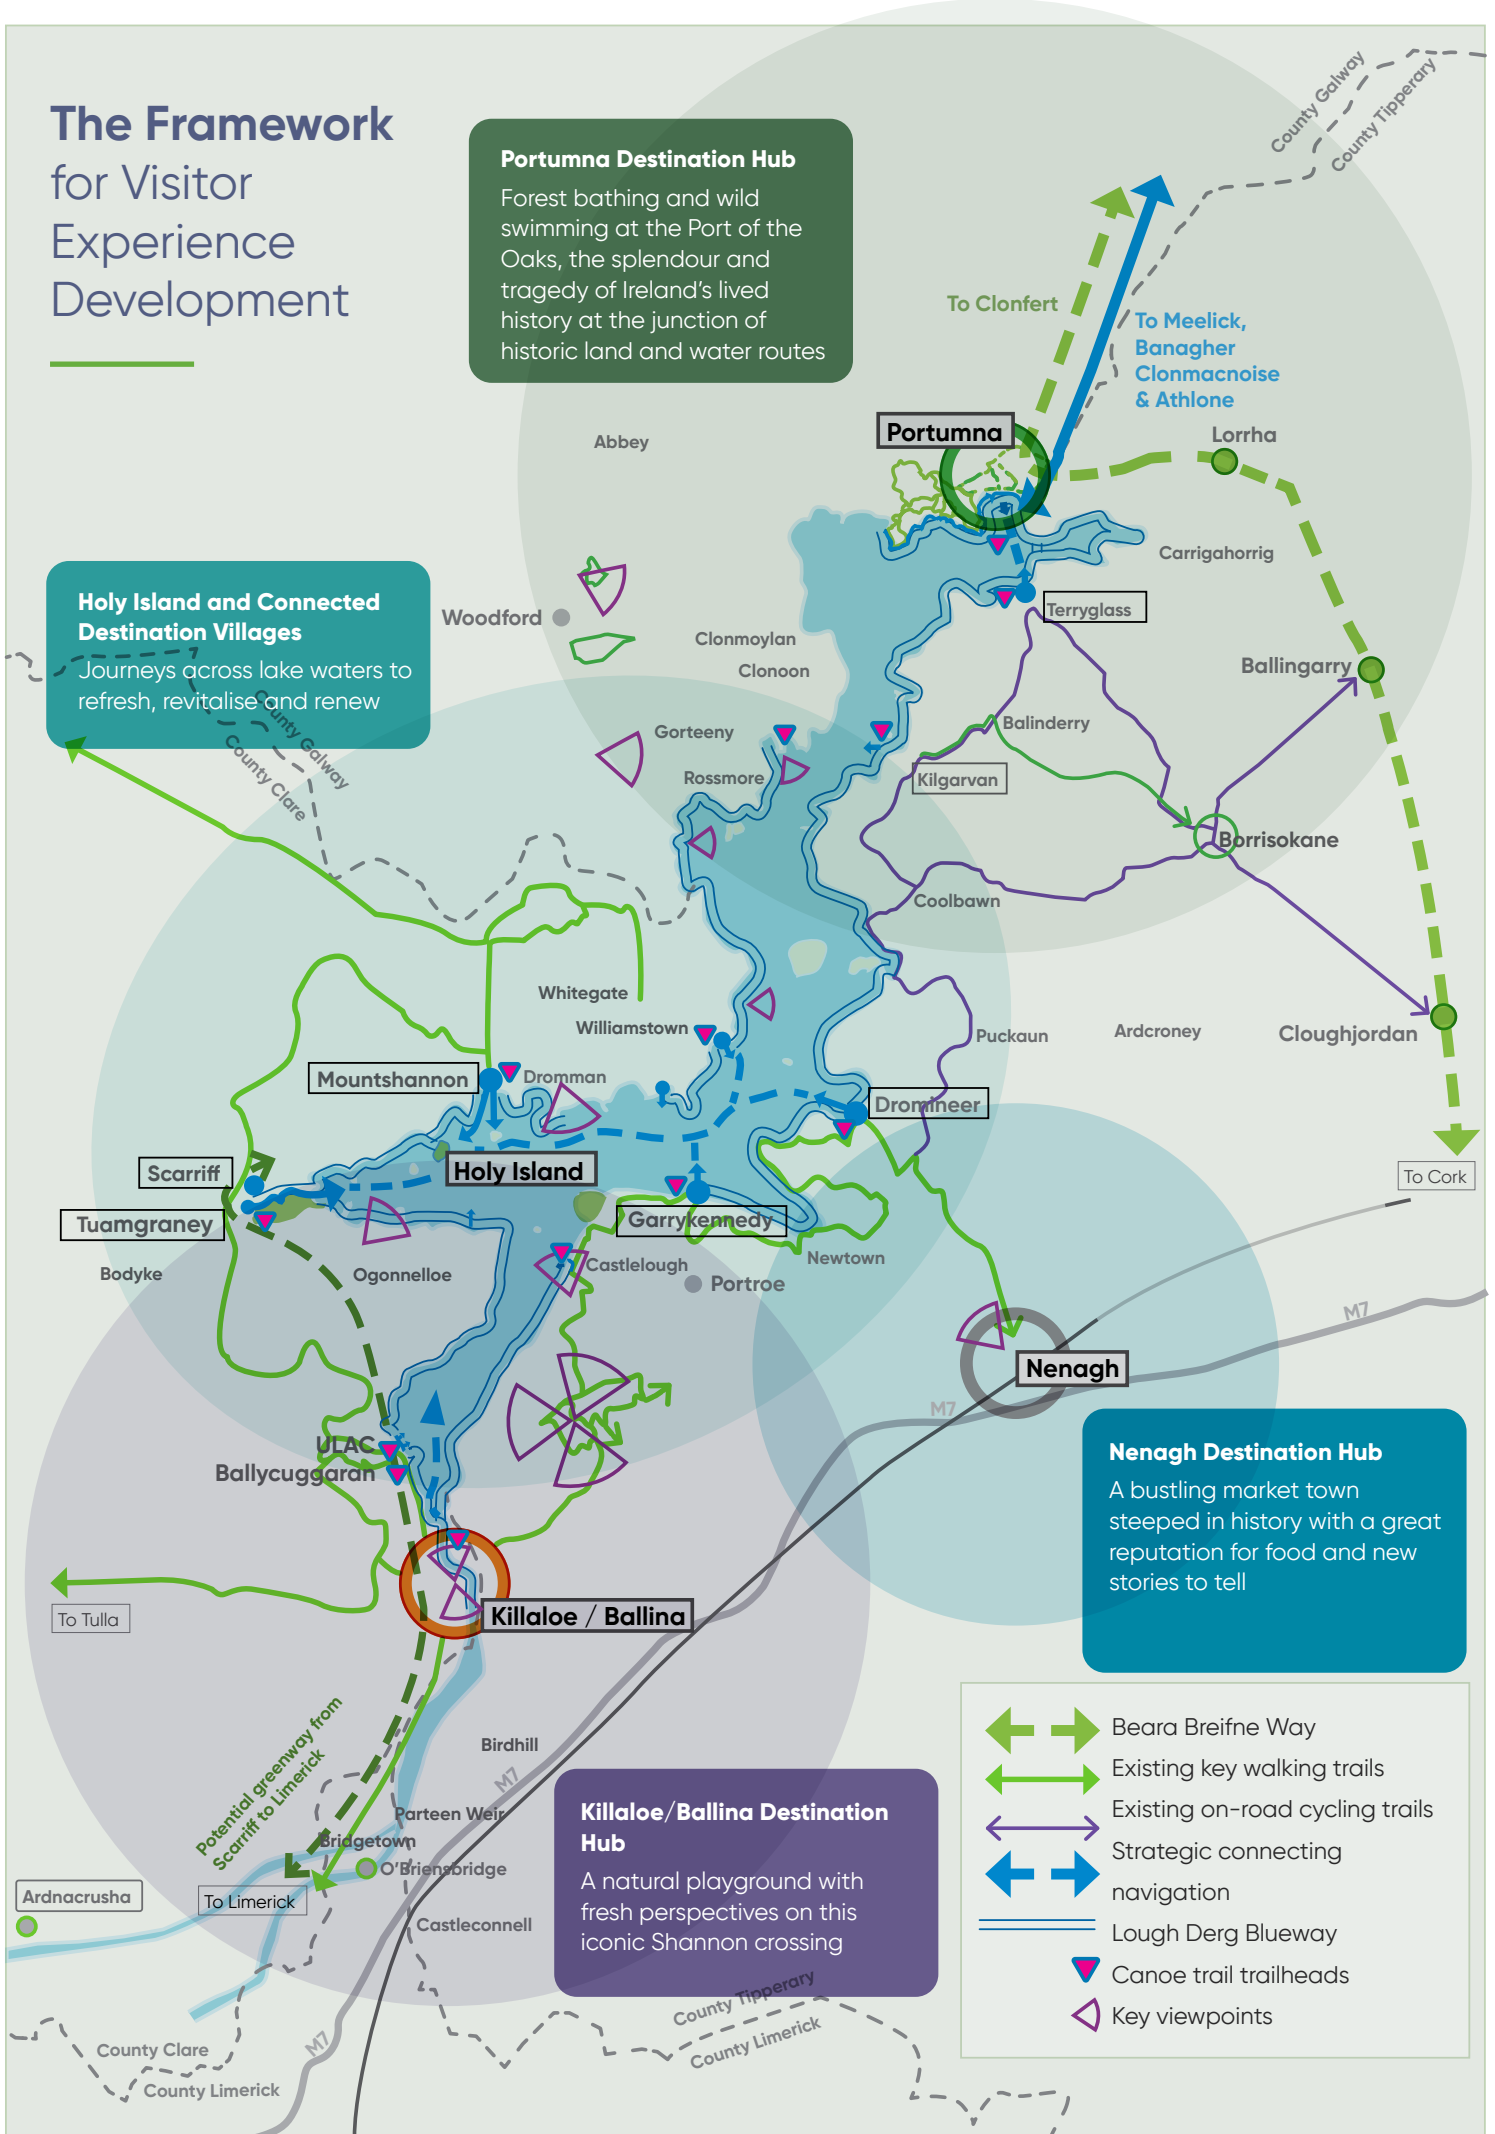 The Framework
for Visitor
Experience
Development
Portumna Destination Hub
Forest bathing and wild
swimming at the Port of the
Oaks, the splendour and
tragedy of Ireland's lived
history at the junction of
historic land and water routes
County Galway
County Tipperary
To Clonfert
To Meelick,
Banagher
Clonmacnoise
& Athlone
Portumna
Lorrha
Abbey
Carrigahorrig
Holy Island and Connected
Destination Villages
Journeys across lake waters to
refresh, revitalise and renew
County Galway
County Clare
Woodford
Terryglass
Clonmoylan
Clonoon
Ballingarry
Gorteeny
Balinderry
Rossmore
Kilgarvan
Borrisokane
Coolbawn
Whitegate
Williamstown
Puckaun
Ardcroney
Cloughjordan
Mountshannon
Dromman
Dromineer
Scarriff
Holy Island
To Cork
Tuamgraney
Garrykennedy
Bodyke
Ogonnelloe
Castlelough
Newtown
Portroe
M7
Nenagh
M7
ULAC
Ballycuggaran
Nenagh Destination Hub
A bustling market town
steeped in history with a great
reputation for food and new
stories to tell
To Tulla
Killaloe / Ballina
Potential greenway from
Scarriff to Limerick
Birdhill
M7
Parteen Weir
Bridgetown
O'Briensbridge
Ardnacrusha
To Limerick
Castleconnell
Killaloe/Ballina Destination
Hub
A natural playground with
fresh perspectives on this
iconic Shannon crossing
Beara Breifne Way
Existing key walking trails
Existing on-road cycling trails
Strategic connecting
navigation
Lough Derg Blueway
Canoe trail trailheads
Key viewpoints
County Tipperary
County Limerick
M7
County Clare
County Limerick